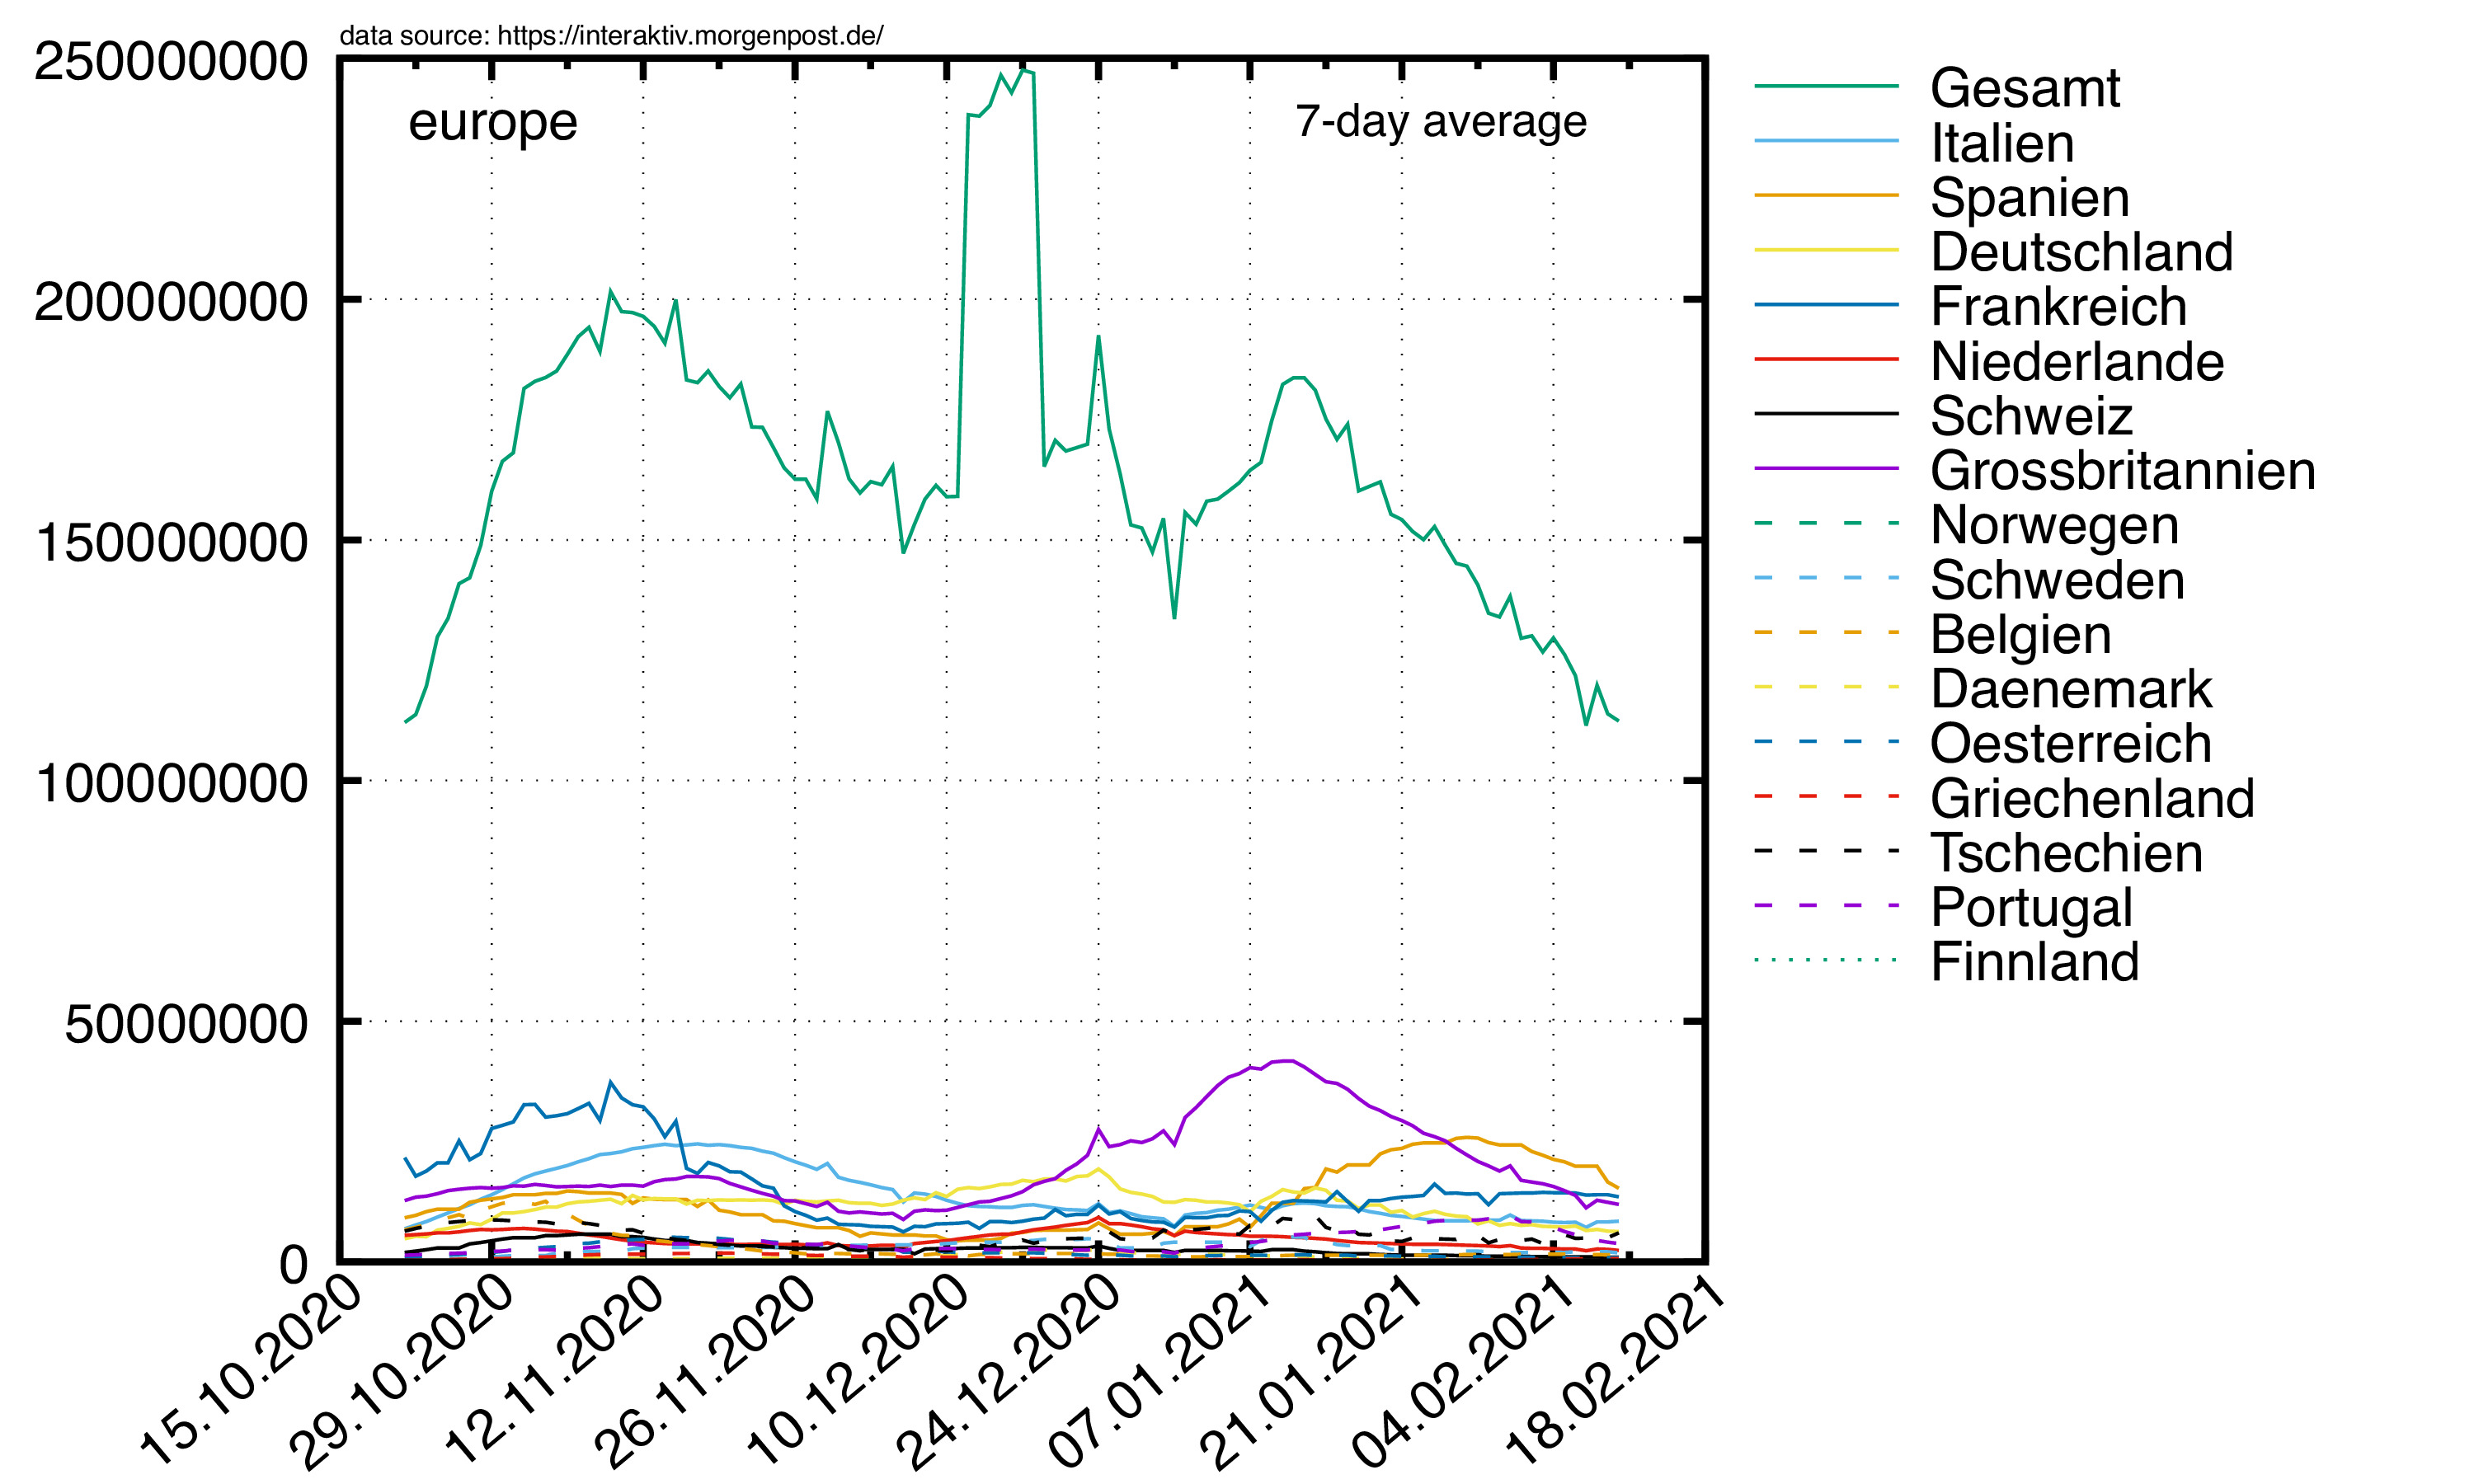 data source: https://interaktiv.morgenpost.de/
europe
7-day average
250000000
200000000
150000000
100000000
50000000
0
15.10.2020
29.10.2020
12.11.2020
26.11.2020
10.12.2020
24.12.2020
07.01.2021
21.01.2021
04.02.2021
18.02.2021
Gesamt
Italien
Spanien
Deutschland
Frankreich
Niederlande
Schweiz
Grossbritannien
Norwegen
Schweden
Belgien
Daenemark
Oesterreich
Griechenland
Tschechien
Portugal
Finnland